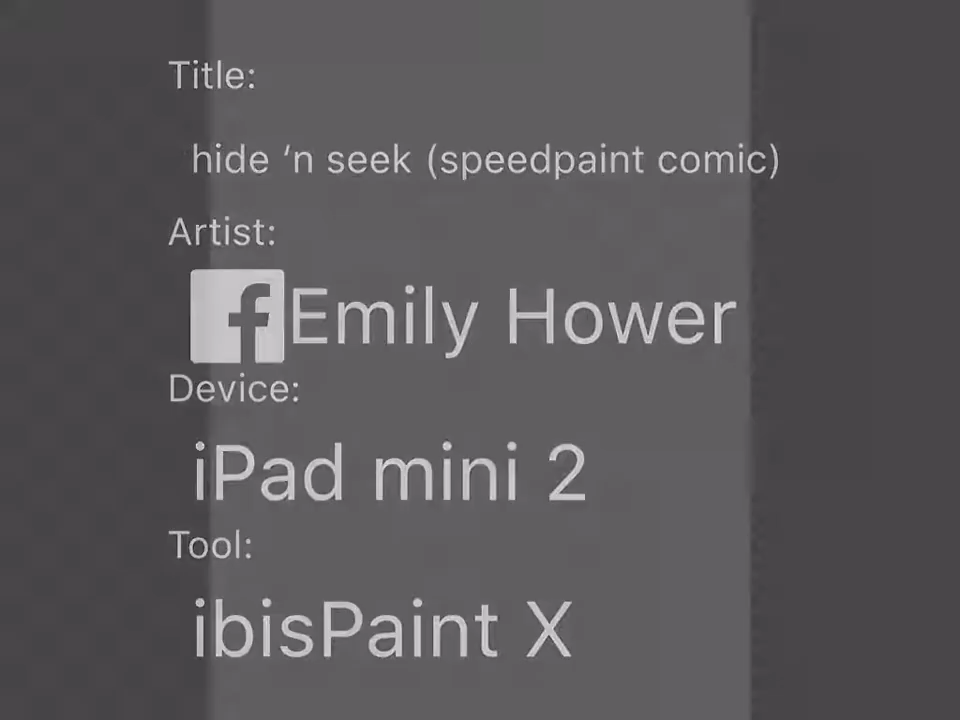 Title:
hide ‘n seek (speedpaint comic)
Artist:
Emily Hower
Device:
iPad mini 2
Tool:
ibisPaint X